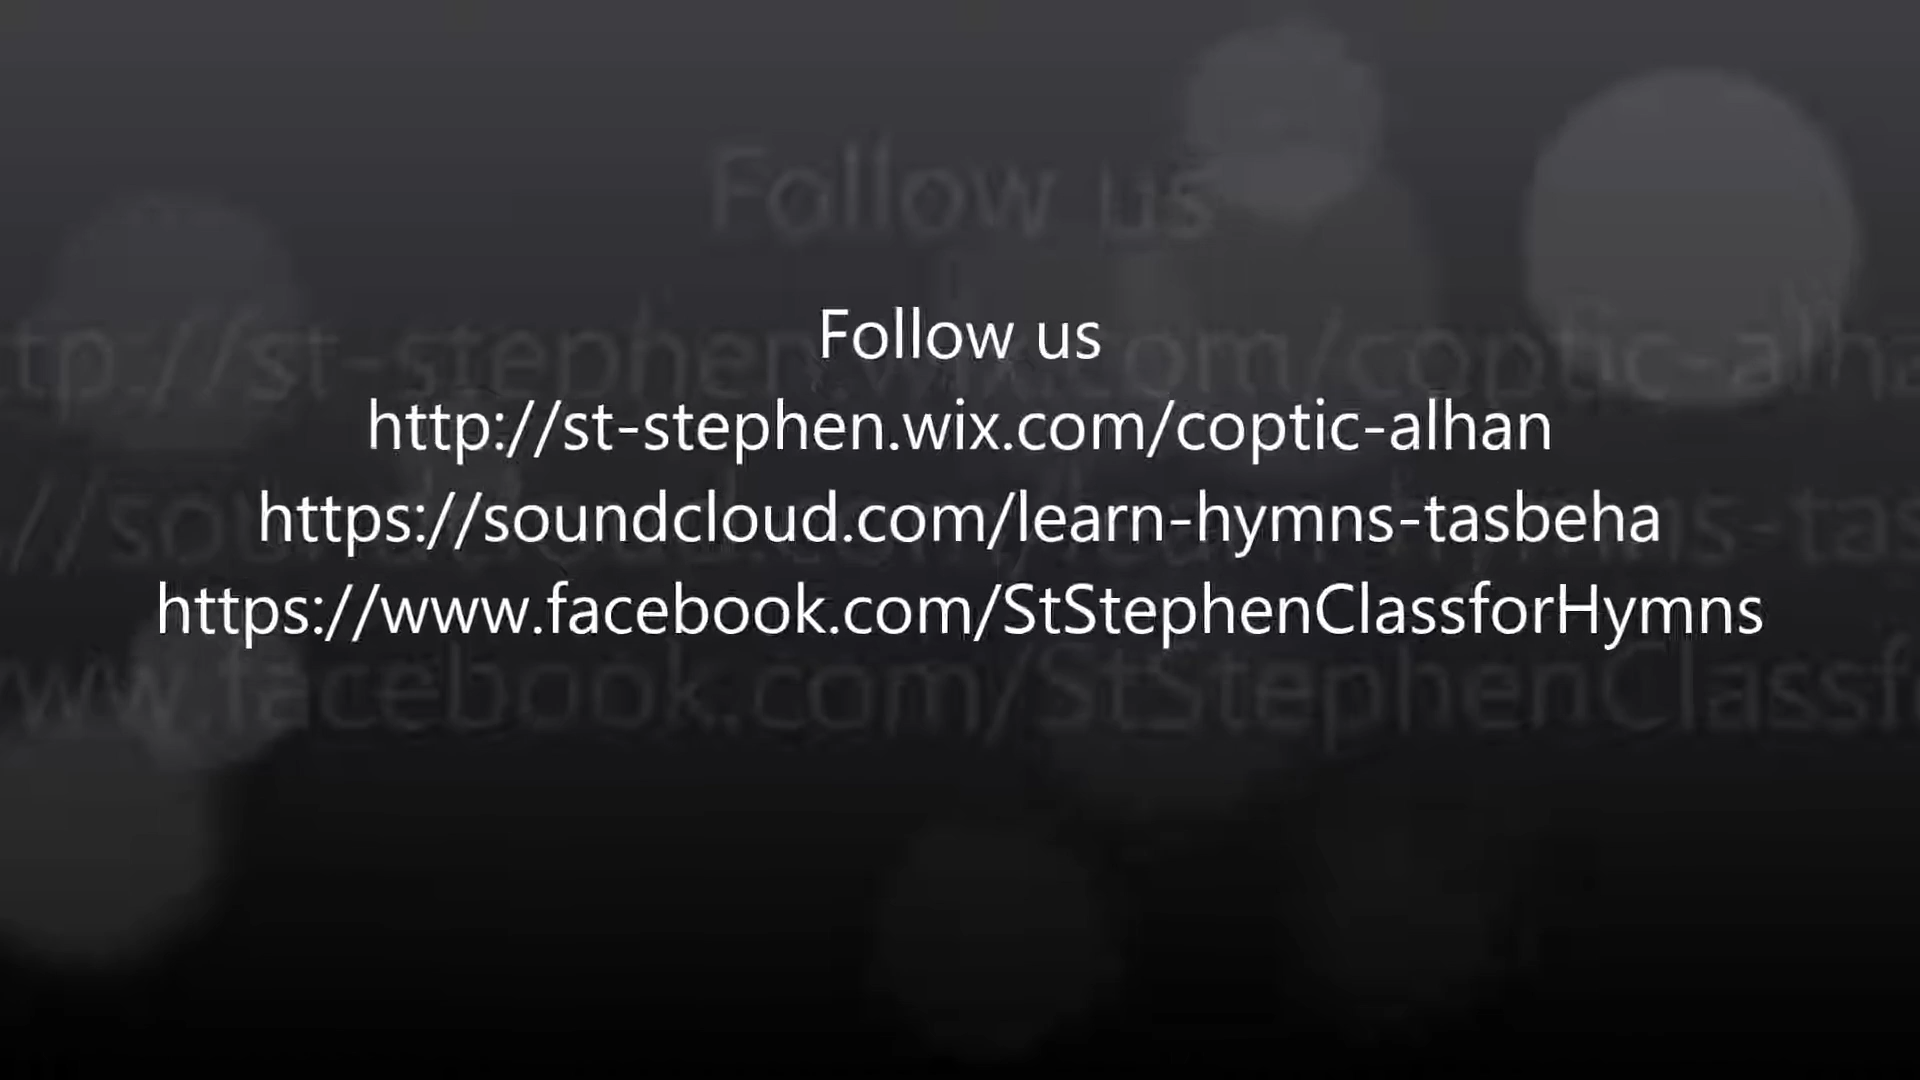 Follow us
http://st-stephen.wix.com/coptic-alhan
https://soundcloud.com/learn-hymns-tasbeha
https://www.facebook.com/StStephenClassforHymns